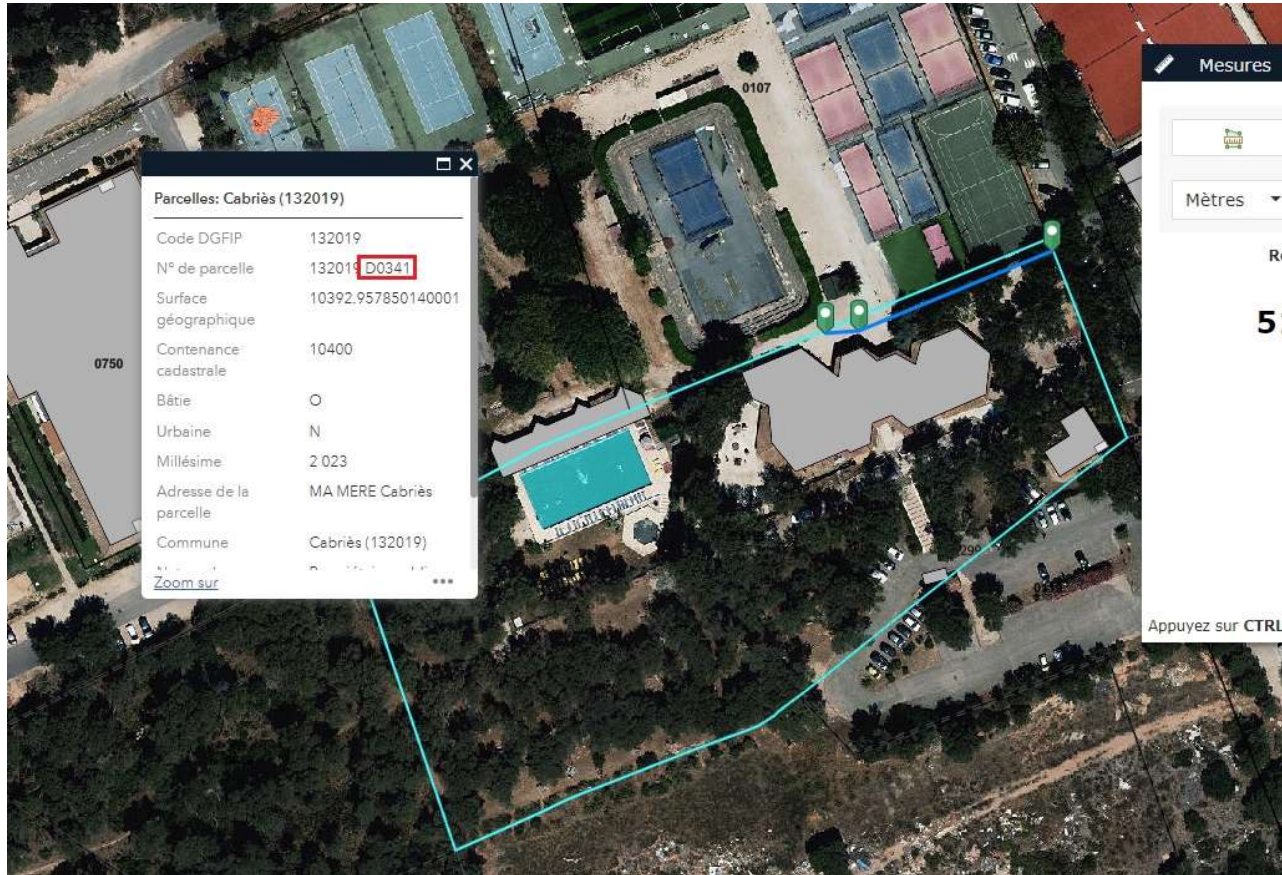 0107
Mesures
Mètres
Parcelles: Cabriès (132019)
Code DGFIP 132019
N° de parcelle 132019 D0341
Surface géographique 10392.957850140001
Contenance cadastrale 10400
Bâtie O
Urbaine N
Millésime 2 023
Adresse de la parcelle MA MERE Cabriès
Commune Cabriès (132019)
Zoom sur
0750
Appuyez sur CTRL